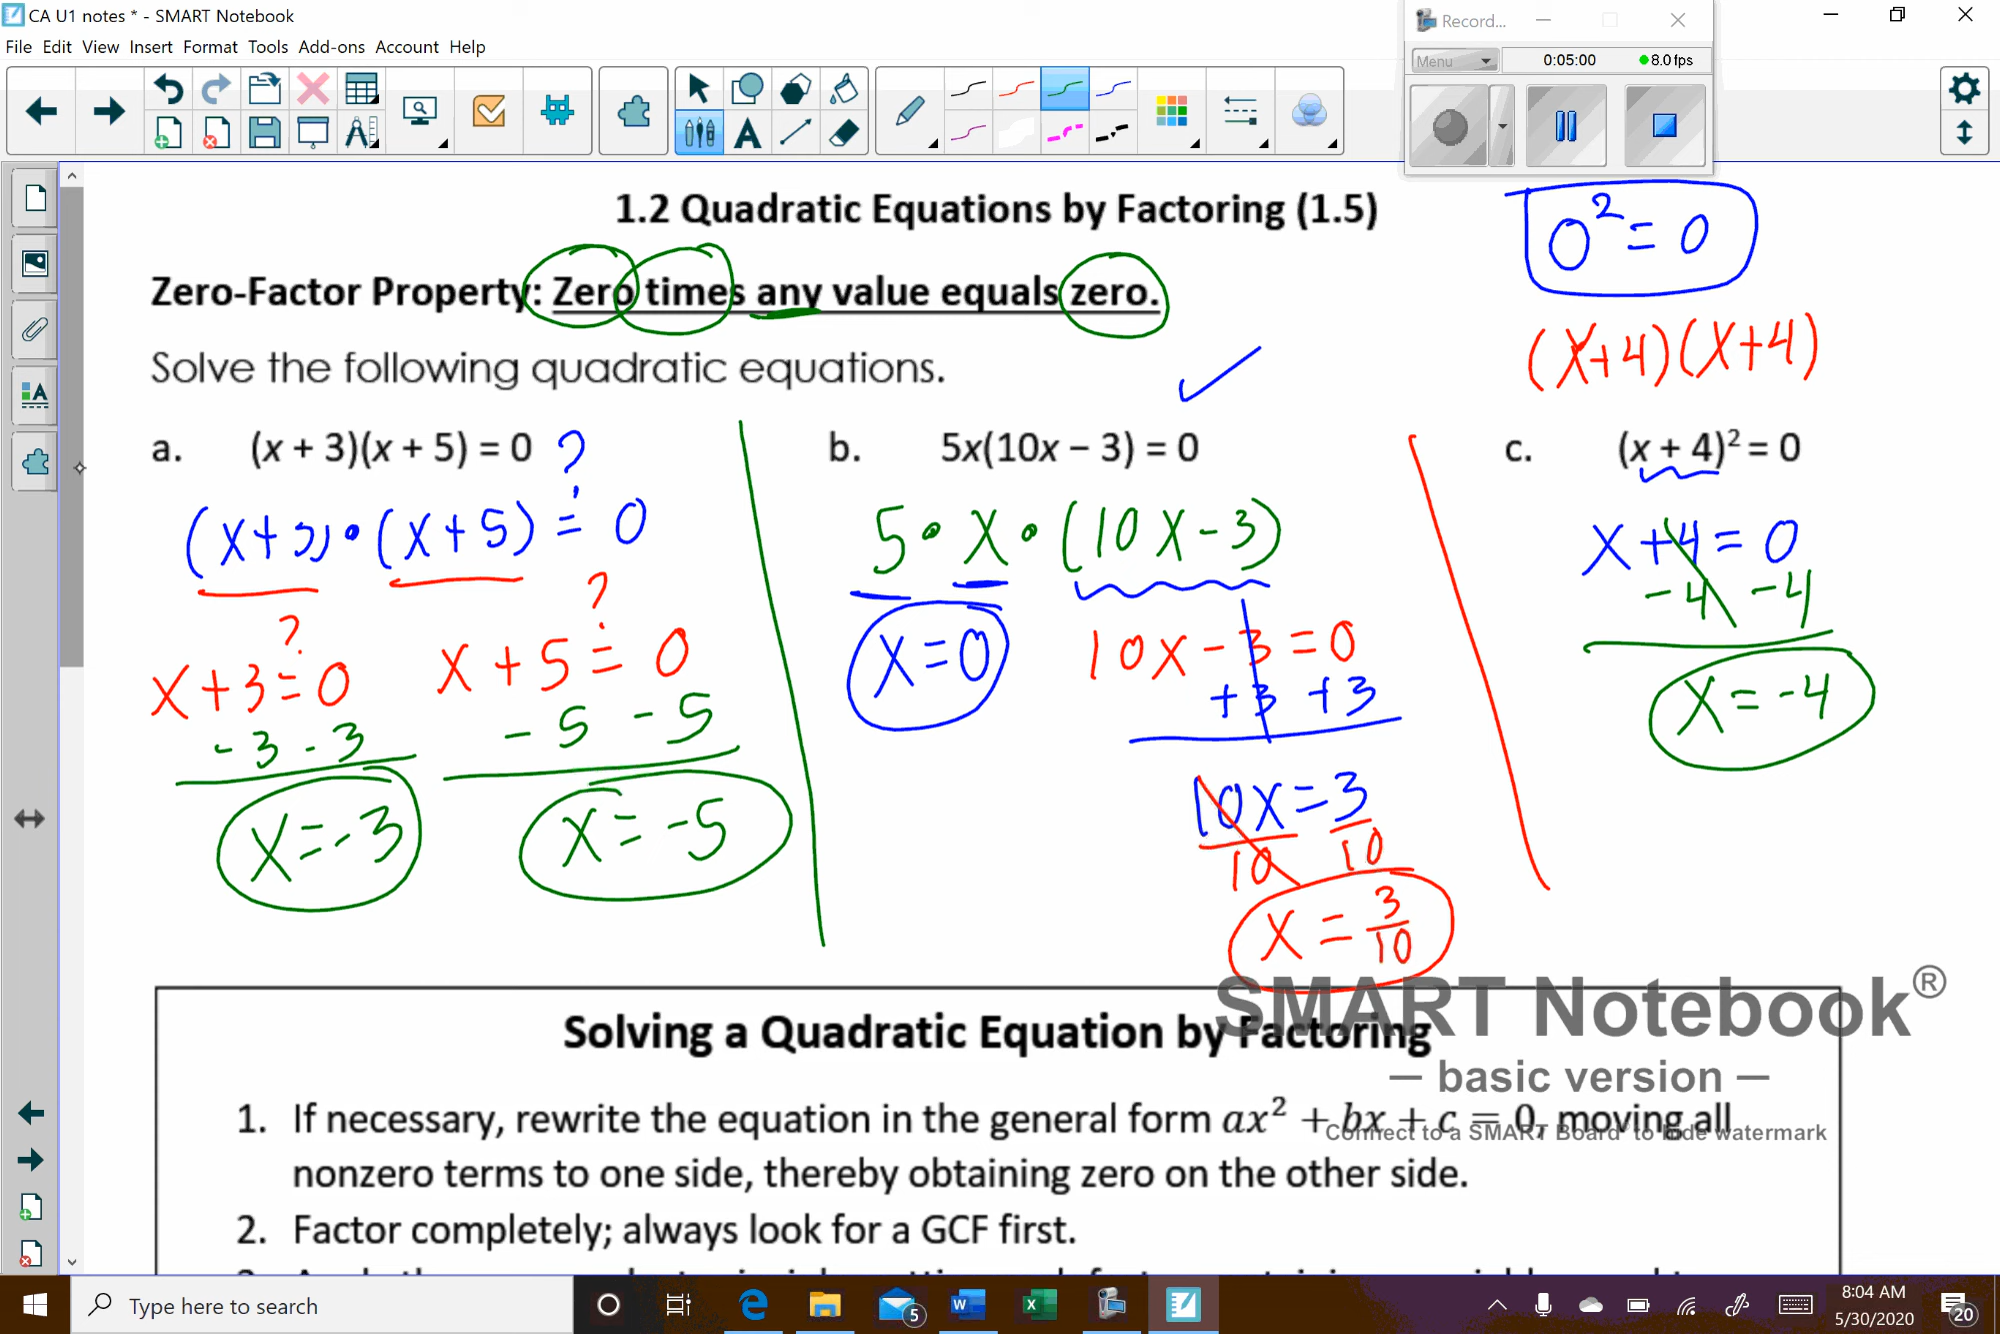 CA U1 notes * - SMART Notebook
File Edit View Insert Format Tools Add-ons Account Help
Record...
Menu 0:05:00 8.0 fps
1.2 Quadratic Equations by Factoring (1.5)
0² = 0
Zero-Factor Property: Zero times any value equals zero.
(x+4)(x+4)
Solve the following quadratic equations.
a. (x + 3)(x + 5) = 0 ?
(x+3)•(x+5) = 0
?
x+3=0
-3 -3
x=-3
?
x+5=0
-5 -5
x=-5
b. 5x(10x − 3) = 0
5•x•(10x-3)
x=0
10x-3=0
+3 +3
10x=3
10 10
x = 3/10
c. (x + 4)² = 0
x+4=0
-4 -4
x=-4
SMART Notebook®
— basic version —
Connect to a SMART Board to hide watermark
Solving a Quadratic Equation by Factoring
1. If necessary, rewrite the equation in the general form ax² + bx + c = 0, moving all
nonzero terms to one side, thereby obtaining zero on the other side.
2. Factor completely; always look for a GCF first.
Type here to search
5
8:04 AM
5/30/2020
20